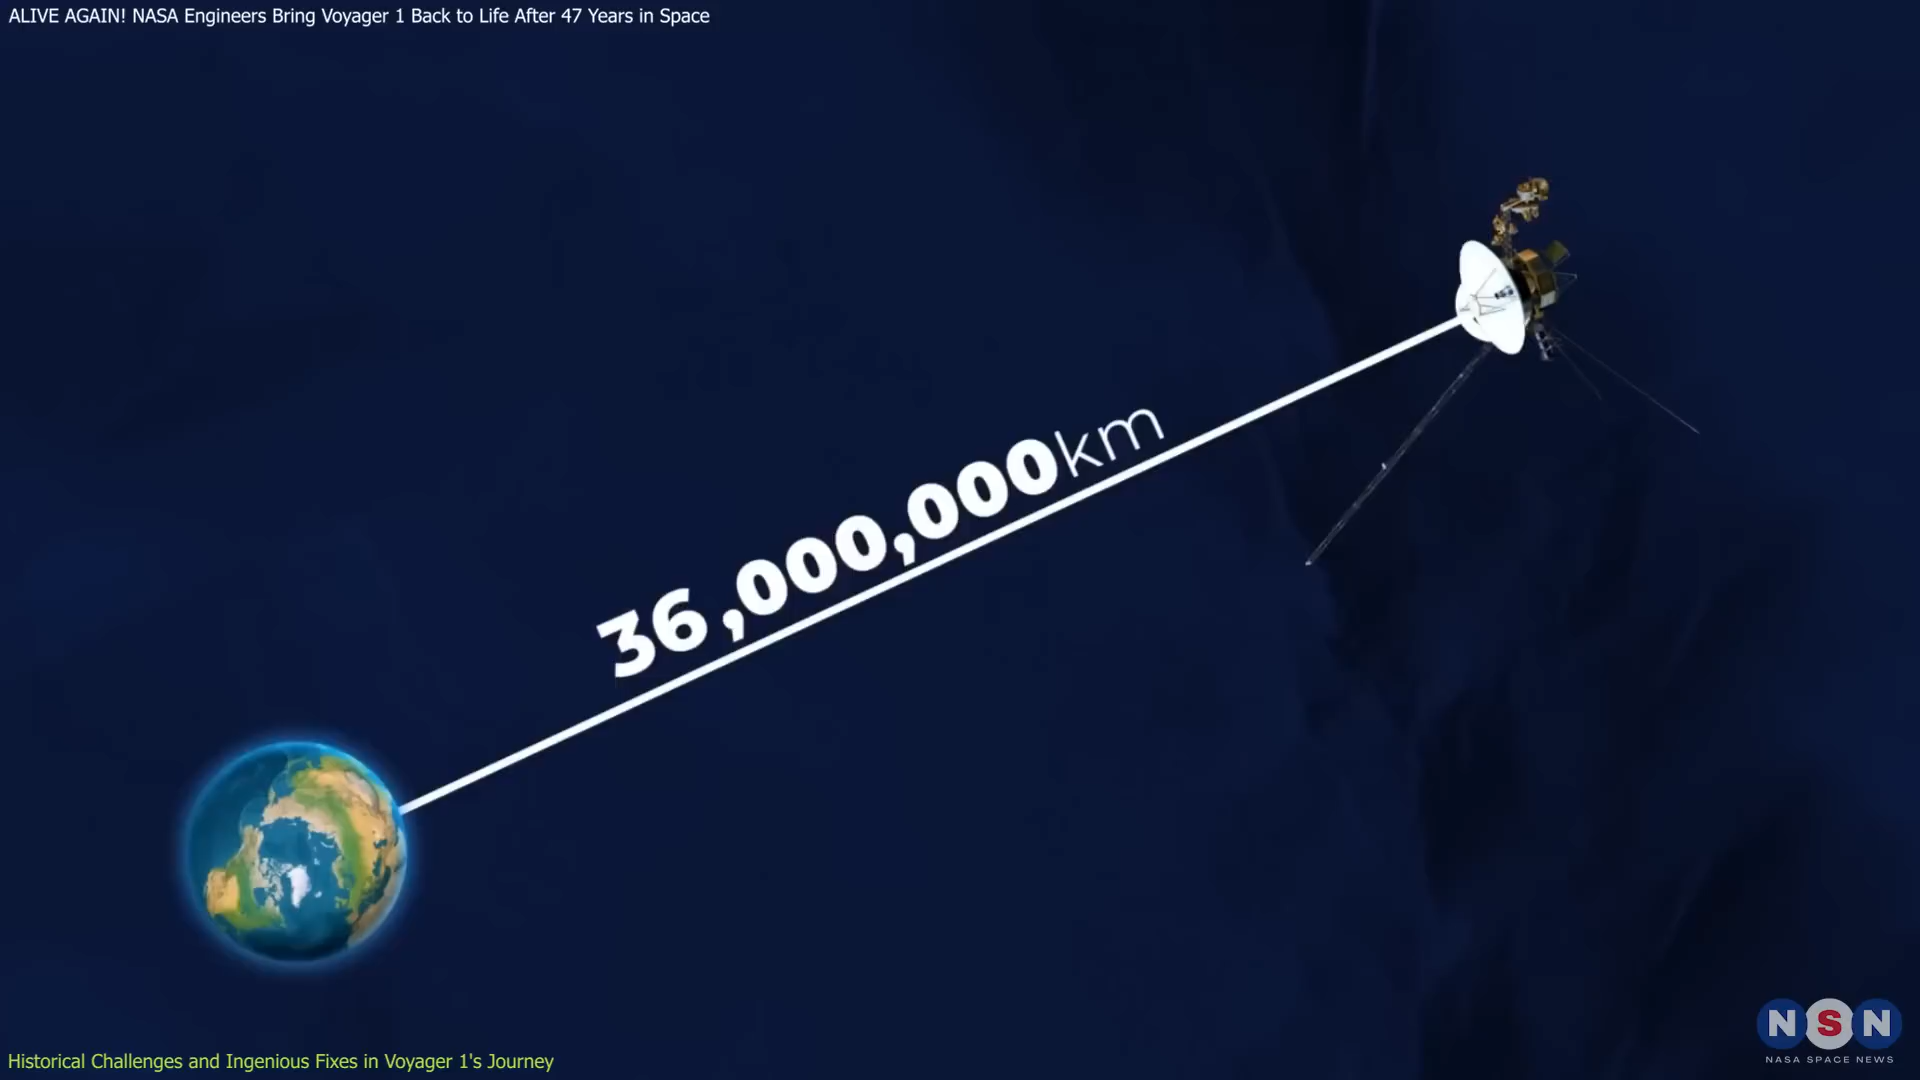 ALIVE AGAIN! NASA Engineers Bring Voyager 1 Back to Life After 47 Years in Space
36,000,000km
NSN
NASA SPACE NEWS
Historical Challenges and Ingenious Fixes in Voyager 1's Journey